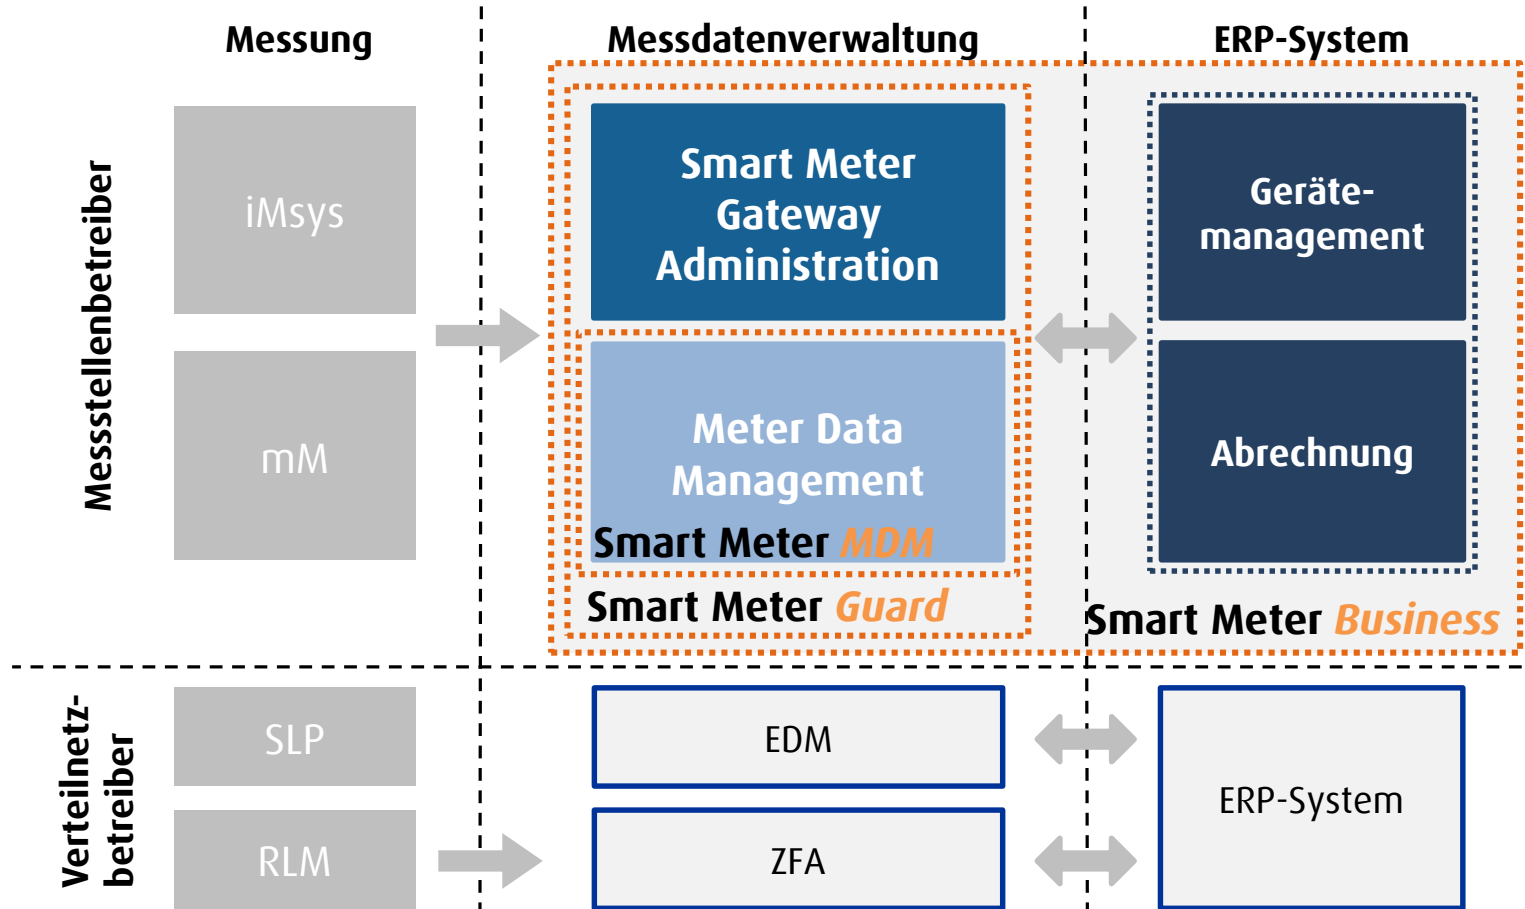 Messung
Messdatenverwaltung
ERP-System
Messstellenbetreiber
iMsys
mM
Smart Meter
Gateway
Administration
Meter Data
Management
Smart Meter MDM
Smart Meter Guard
Geräte-
management
Abrechnung
Smart Meter Business
Verteilnetz-
betreiber
SLP
RLM
EDM
ZFA
ERP-System